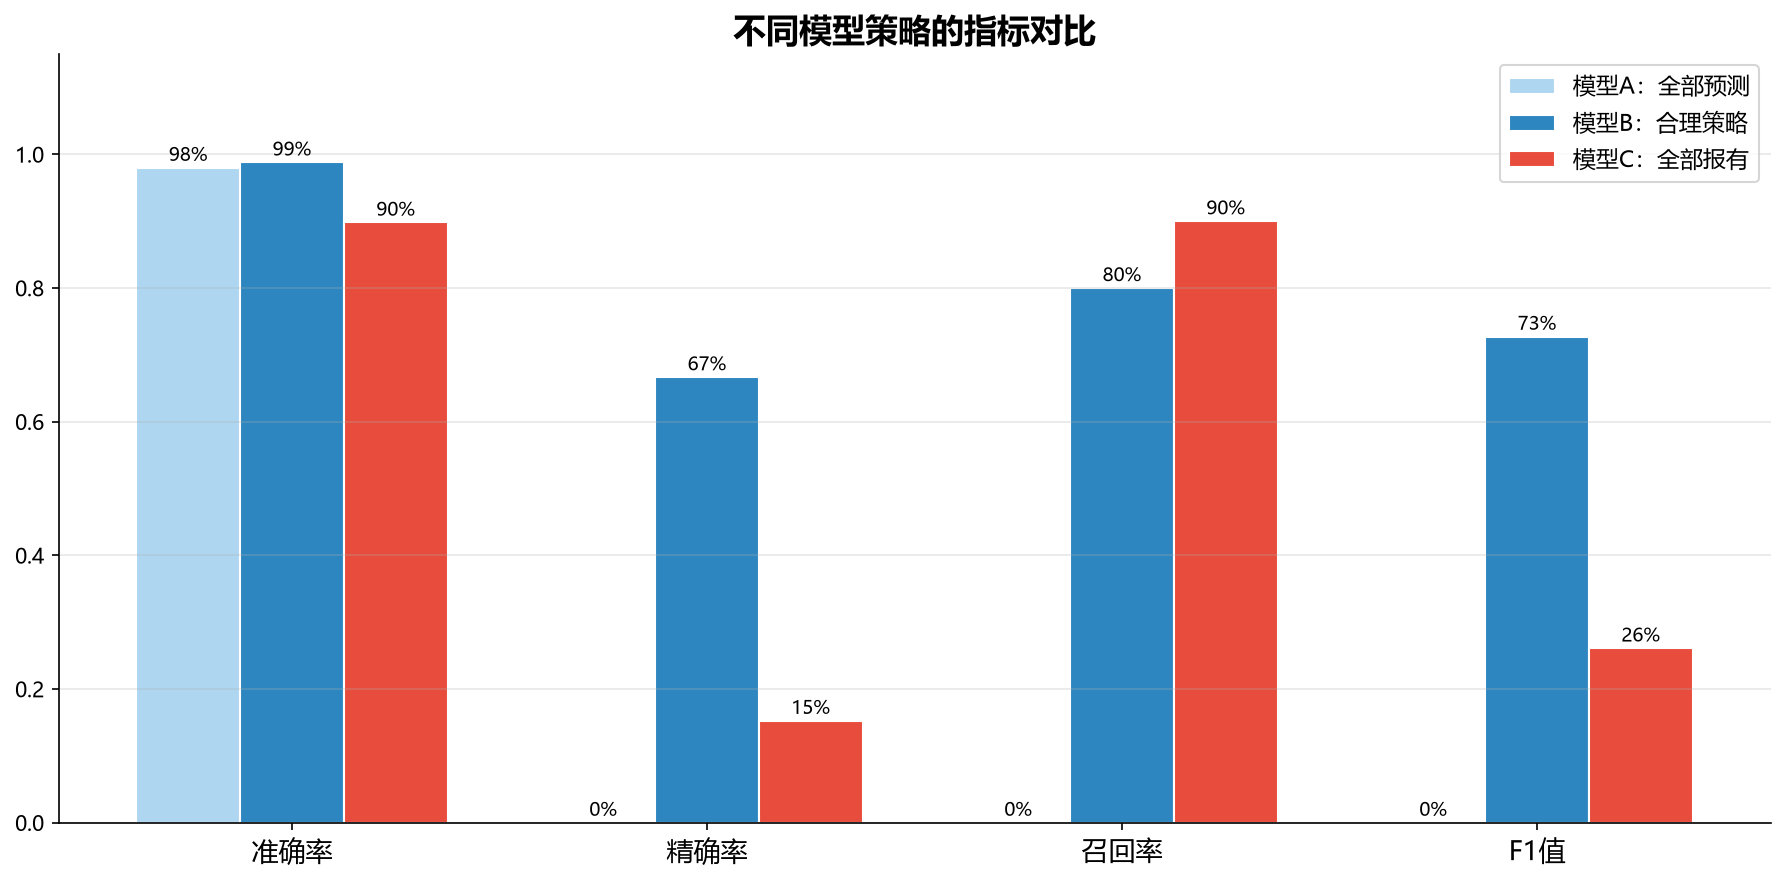 不同模型策略的指标对比
模型A：全部预测
模型B：合理策略
模型C：全部报有
1.0
0.8
0.6
0.4
0.2
0.0
98%
99%
90%
0%
67%
15%
0%
80%
90%
0%
73%
26%
准确率
精确率
召回率
F1值